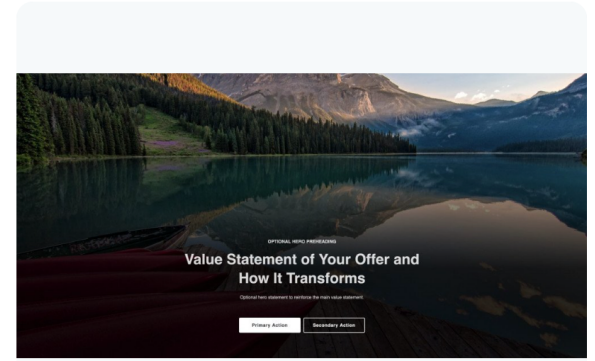 OPTIONAL HERO PREHEADING
Value Statement of Your Offer and
How It Transforms
Optional hero statement to reinforce the main value statement.
Primary Action
Secondary Action